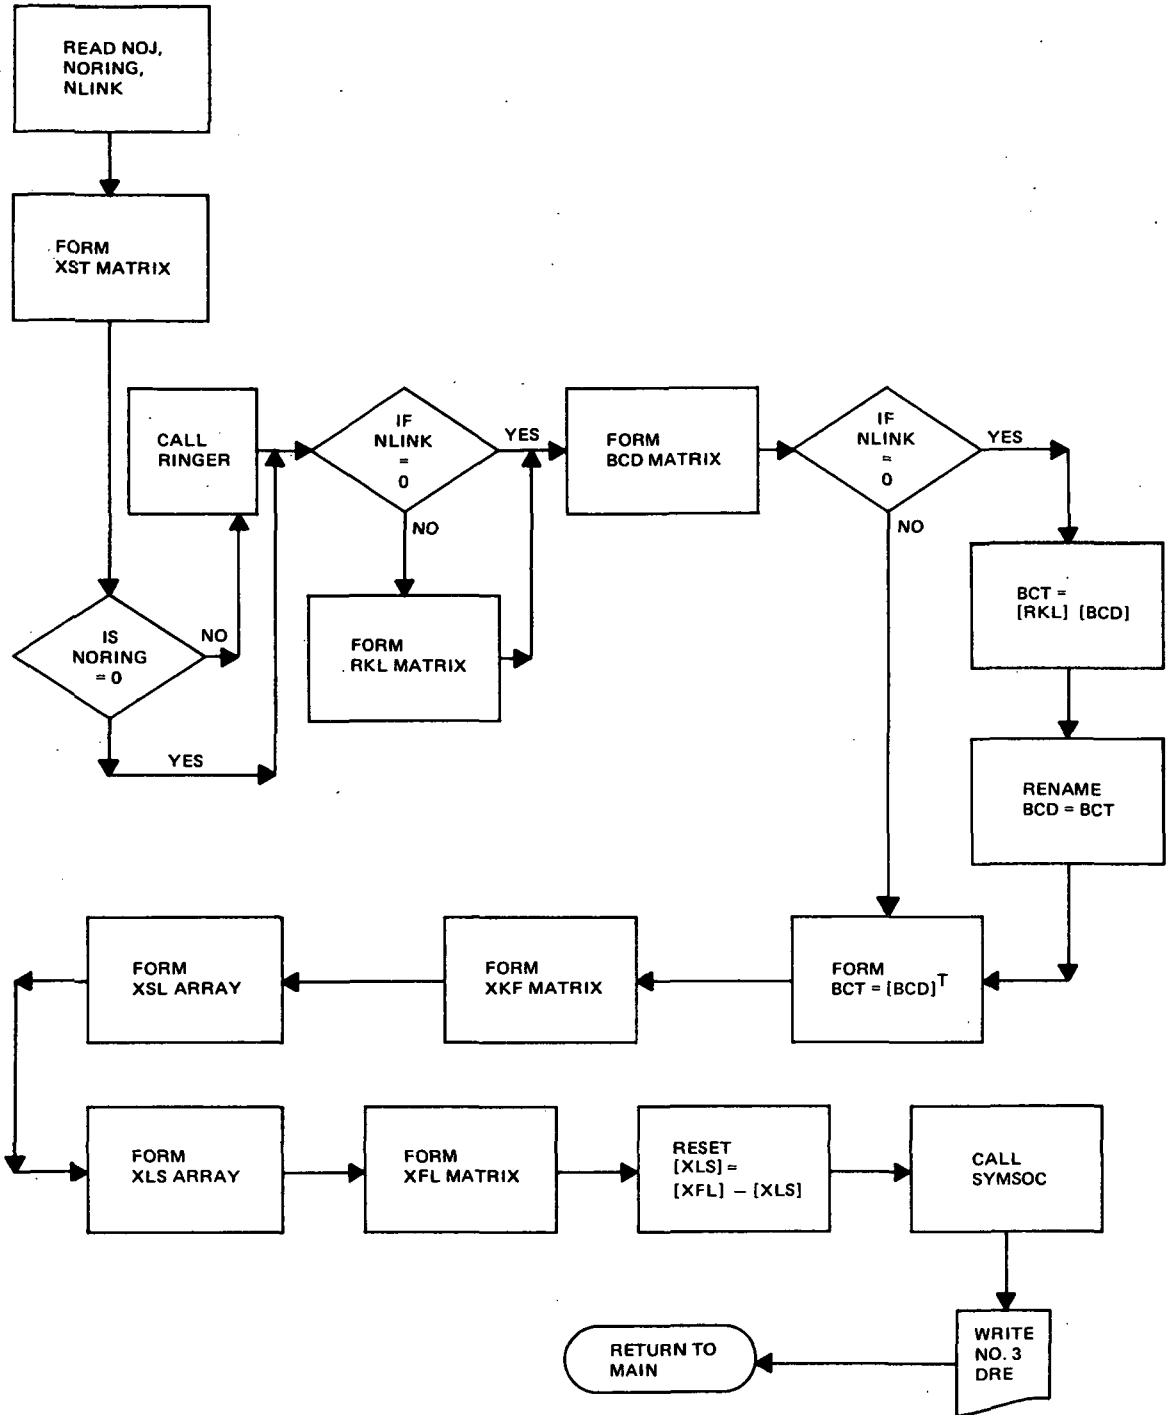 READ NOJ,
NORING,
NLINK
FORM
XST MATRIX
CALL
RINGER
IF
NLINK
=
0
YES
FORM
BCD MATRIX
IF
NLINK
=
0
YES
NO
NO
BCT =
[RKL] [BCD]
IS
NORING
= 0
NO
FORM
RKL MATRIX
YES
RENAME
BCD = BCT
FORM
XSL ARRAY
FORM
XKF MATRIX
FORM
BCT = [BCD]T
FORM
XLS ARRAY
FORM
XFL MATRIX
RESET
[XLS] =
[XFL] – [XLS]
CALL
SYMSOC
RETURN TO
MAIN
WRITE
NO. 3
DRE